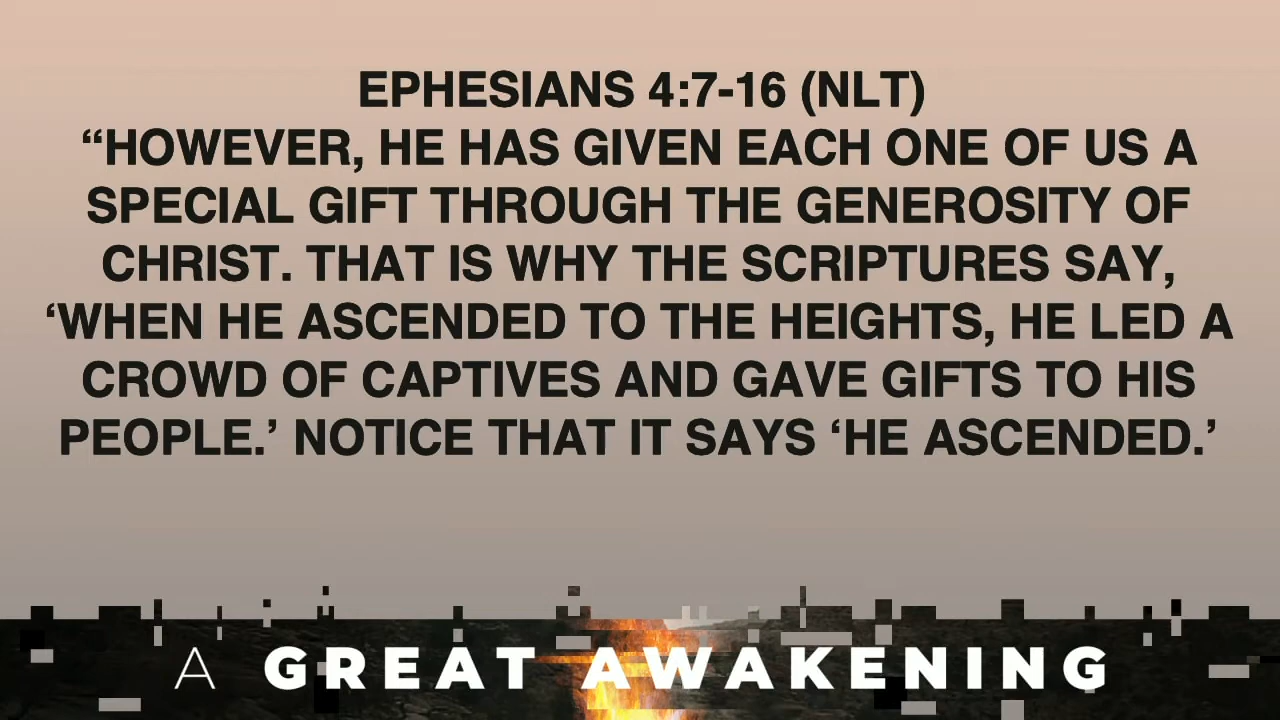 EPHESIANS 4:7-16 (NLT)
“HOWEVER, HE HAS GIVEN EACH ONE OF US A
SPECIAL GIFT THROUGH THE GENEROSITY OF
CHRIST. THAT IS WHY THE SCRIPTURES SAY,
‘WHEN HE ASCENDED TO THE HEIGHTS, HE LED A
CROWD OF CAPTIVES AND GAVE GIFTS TO HIS
PEOPLE.’ NOTICE THAT IT SAYS ‘HE ASCENDED.’
A GREAT AWAKENING